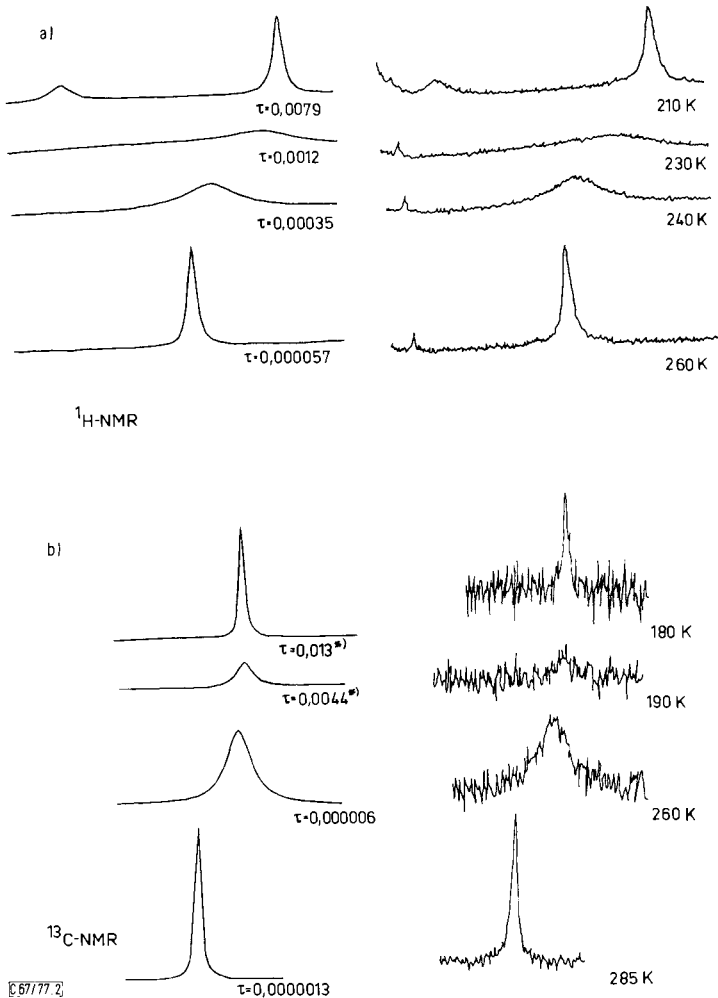 a)
τ=0,0079
210 K
τ=0,0012
230 K
τ=0,00035
240 K
τ=0,000057
260 K
¹H-NMR
b)
τ=0,013*)
180 K
τ=0,0044*)
190 K
τ=0,000006
260 K
¹³C-NMR
τ=0,0000013
285 K
C67/77.2